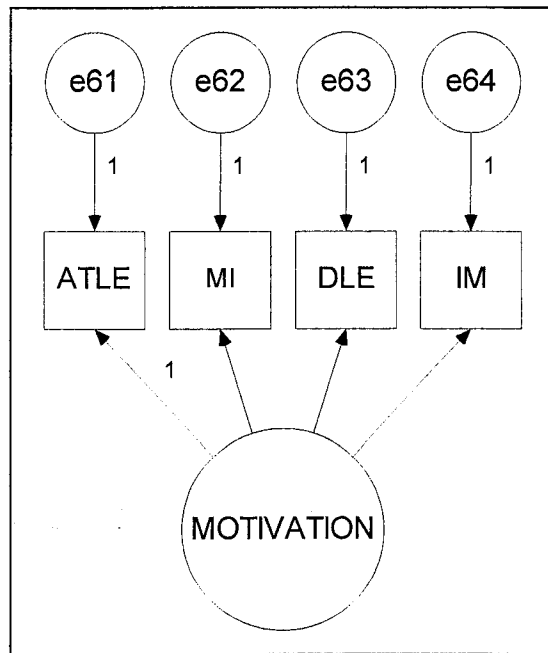 e61 e62 e63 e64
1 1 1 1
ATLE MI DLE IM
1
MOTIVATION